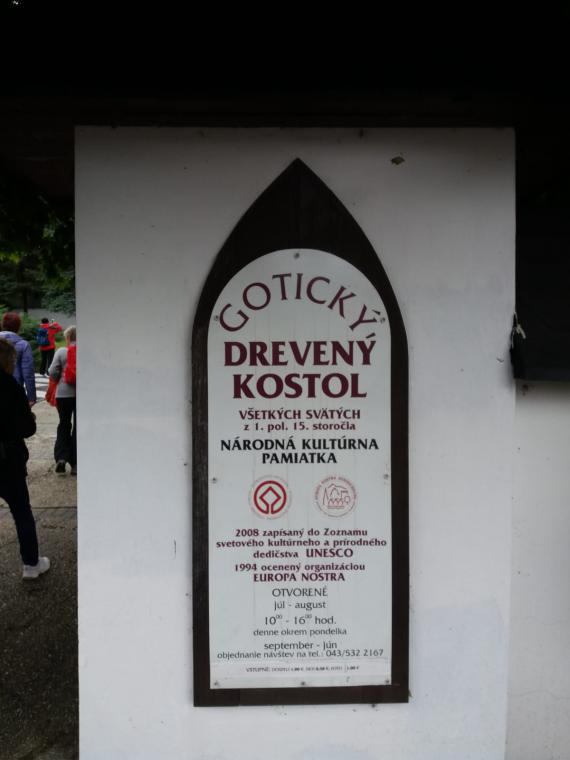 GOTICKÝ,
DREVENÝ
KOSTOL
VŠETKÝCH SVÄTÝCH
z 1. pol. 15. storočia
NÁRODNÁ KULTÚRNA
PAMIATKA
2008 zapísaný do Zoznamu
svetového kultúrneho a prírodného
dedičstva UNESCO
1994 ocenený organizáciou
EUROPA NOSTRA
OTVORENÉ
júl - august
10⁰⁰ - 16⁰⁰ hod.
denne okrem pondelka
september - jún
objednanie návštev na tel.: 043/532 2167
VSTUPNÉ: